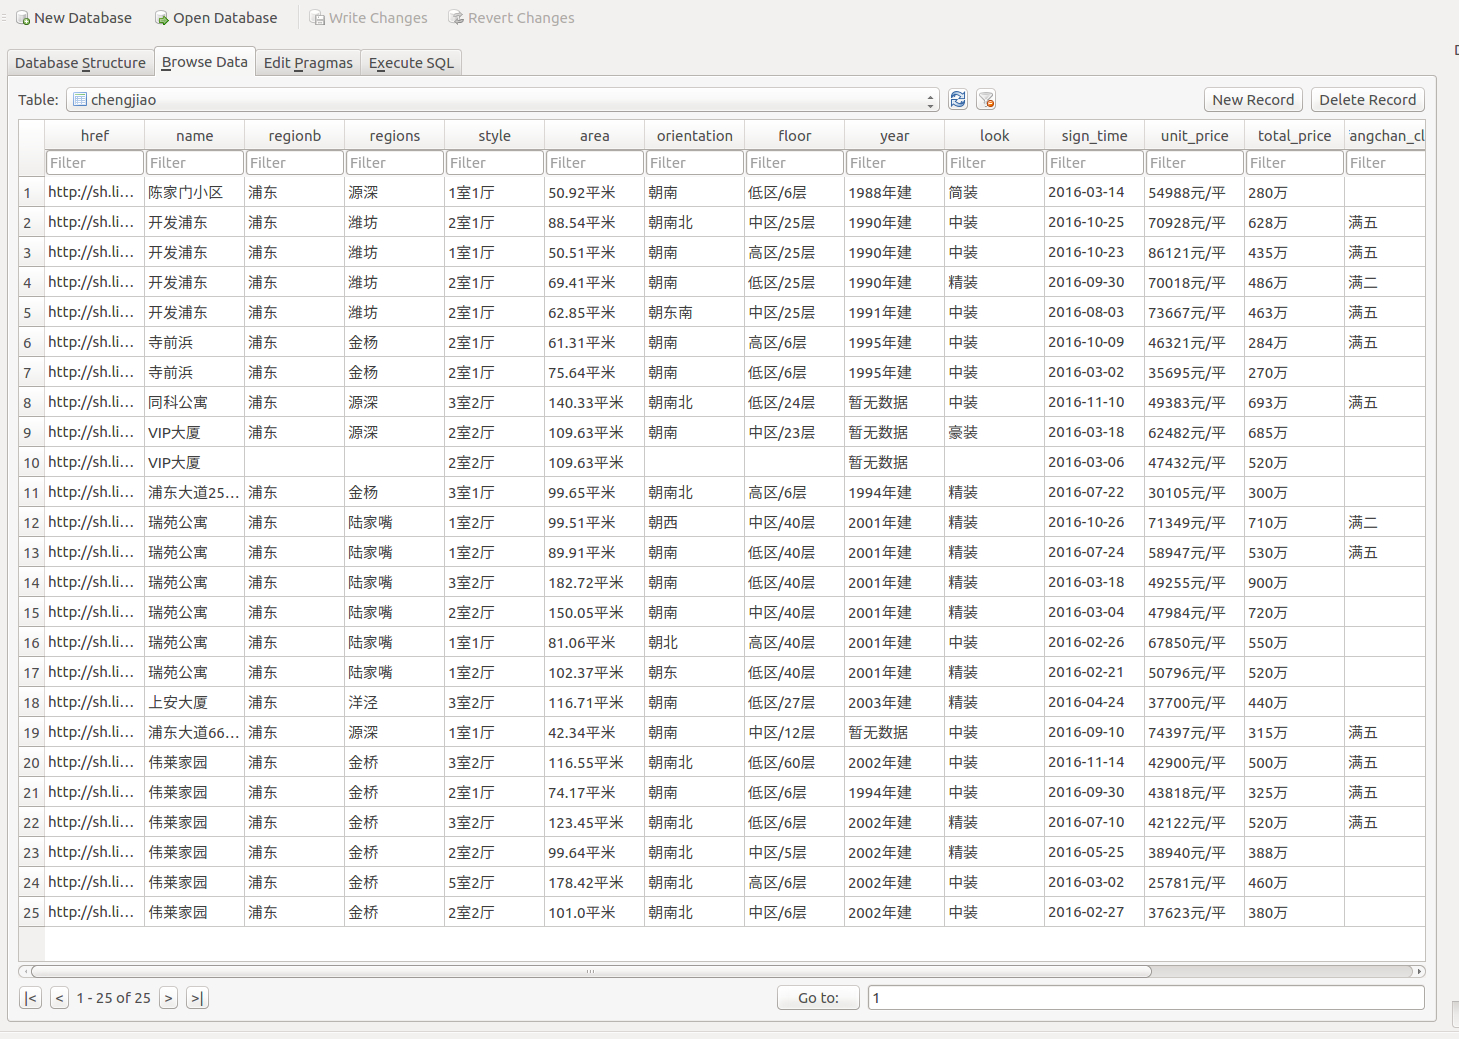 New Database Open Database Write Changes Revert Changes
Database Structure Browse Data Edit Pragmas Execute SQL
Table: chengjiao New Record Delete Record
href name regionb regions style area orientation floor year look sign_time unit_price total_price angchan_cl
Filter Filter Filter Filter Filter Filter Filter Filter Filter Filter Filter Filter Filter Filter
1 http://sh.li... 陈家门小区 浦东 源深 1室1厅 50.92平米 朝南 低区/6层 1988年建 简装 2016-03-14 54988元/平 280万
2 http://sh.li... 开发浦东 浦东 潍坊 2室1厅 88.54平米 朝南北 中区/25层 1990年建 中装 2016-10-25 70928元/平 628万 满五
3 http://sh.li... 开发浦东 浦东 潍坊 1室1厅 50.51平米 朝南 高区/25层 1990年建 中装 2016-10-23 86121元/平 435万 满五
4 http://sh.li... 开发浦东 浦东 潍坊 2室1厅 69.41平米 朝南 低区/25层 1990年建 精装 2016-09-30 70018元/平 486万 满二
5 http://sh.li... 开发浦东 浦东 潍坊 2室1厅 62.85平米 朝东南 中区/25层 1991年建 中装 2016-08-03 73667元/平 463万 满五
6 http://sh.li... 寺前浜 浦东 金杨 2室1厅 61.31平米 朝南 高区/6层 1995年建 中装 2016-10-09 46321元/平 284万 满五
7 http://sh.li... 寺前浜 浦东 金杨 2室1厅 75.64平米 朝南 低区/6层 1995年建 中装 2016-03-02 35695元/平 270万
8 http://sh.li... 同科公寓 浦东 源深 3室2厅 140.33平米 朝南北 低区/24层 暂无数据 中装 2016-11-10 49383元/平 693万 满五
9 http://sh.li... VIP大厦 浦东 源深 2室2厅 109.63平米 朝南 中区/23层 暂无数据 豪装 2016-03-18 62482元/平 685万
10 http://sh.li... VIP大厦 2室2厅 109.63平米 暂无数据 2016-03-06 47432元/平 520万
11 http://sh.li... 浦东大道25... 浦东 金杨 3室1厅 99.65平米 朝南北 高区/6层 1994年建 精装 2016-07-22 30105元/平 300万
12 http://sh.li... 瑞苑公寓 浦东 陆家嘴 1室2厅 99.51平米 朝西 中区/40层 2001年建 精装 2016-10-26 71349元/平 710万 满二
13 http://sh.li... 瑞苑公寓 浦东 陆家嘴 1室2厅 89.91平米 朝南 低区/40层 2001年建 精装 2016-07-24 58947元/平 530万 满五
14 http://sh.li... 瑞苑公寓 浦东 陆家嘴 3室2厅 182.72平米 朝南 低区/40层 2001年建 精装 2016-03-18 49255元/平 900万
15 http://sh.li... 瑞苑公寓 浦东 陆家嘴 2室2厅 150.05平米 朝南 中区/40层 2001年建 精装 2016-03-04 47984元/平 720万
16 http://sh.li... 瑞苑公寓 浦东 陆家嘴 1室1厅 81.06平米 朝北 高区/40层 2001年建 中装 2016-02-26 67850元/平 550万
17 http://sh.li... 瑞苑公寓 浦东 陆家嘴 1室2厅 102.37平米 朝东 低区/40层 2001年建 精装 2016-02-21 50796元/平 520万
18 http://sh.li... 上安大厦 浦东 洋泾 3室2厅 116.71平米 朝南 低区/27层 2003年建 精装 2016-04-24 37700元/平 440万
19 http://sh.li... 浦东大道66... 浦东 源深 1室1厅 42.34平米 朝南 中区/12层 暂无数据 中装 2016-09-10 74397元/平 315万 满五
20 http://sh.li... 伟莱家园 浦东 金桥 3室2厅 116.55平米 朝南北 低区/60层 2002年建 中装 2016-11-14 42900元/平 500万 满五
21 http://sh.li... 伟莱家园 浦东 金桥 2室1厅 74.17平米 朝南 低区/6层 1994年建 中装 2016-09-30 43818元/平 325万 满五
22 http://sh.li... 伟莱家园 浦东 金桥 3室2厅 123.45平米 朝南北 低区/6层 2002年建 精装 2016-07-10 42122元/平 520万 满五
23 http://sh.li... 伟莱家园 浦东 金桥 2室2厅 99.64平米 朝南北 中区/5层 2002年建 精装 2016-05-25 38940元/平 388万
24 http://sh.li... 伟莱家园 浦东 金桥 5室2厅 178.42平米 朝南北 高区/6层 2002年建 中装 2016-03-02 25781元/平 460万
25 http://sh.li... 伟莱家园 浦东 金桥 2室2厅 101.0平米 朝南北 中区/6层 2002年建 中装 2016-02-27 37623元/平 380万
|< < 1 - 25 of 25 > >| Go to: 1